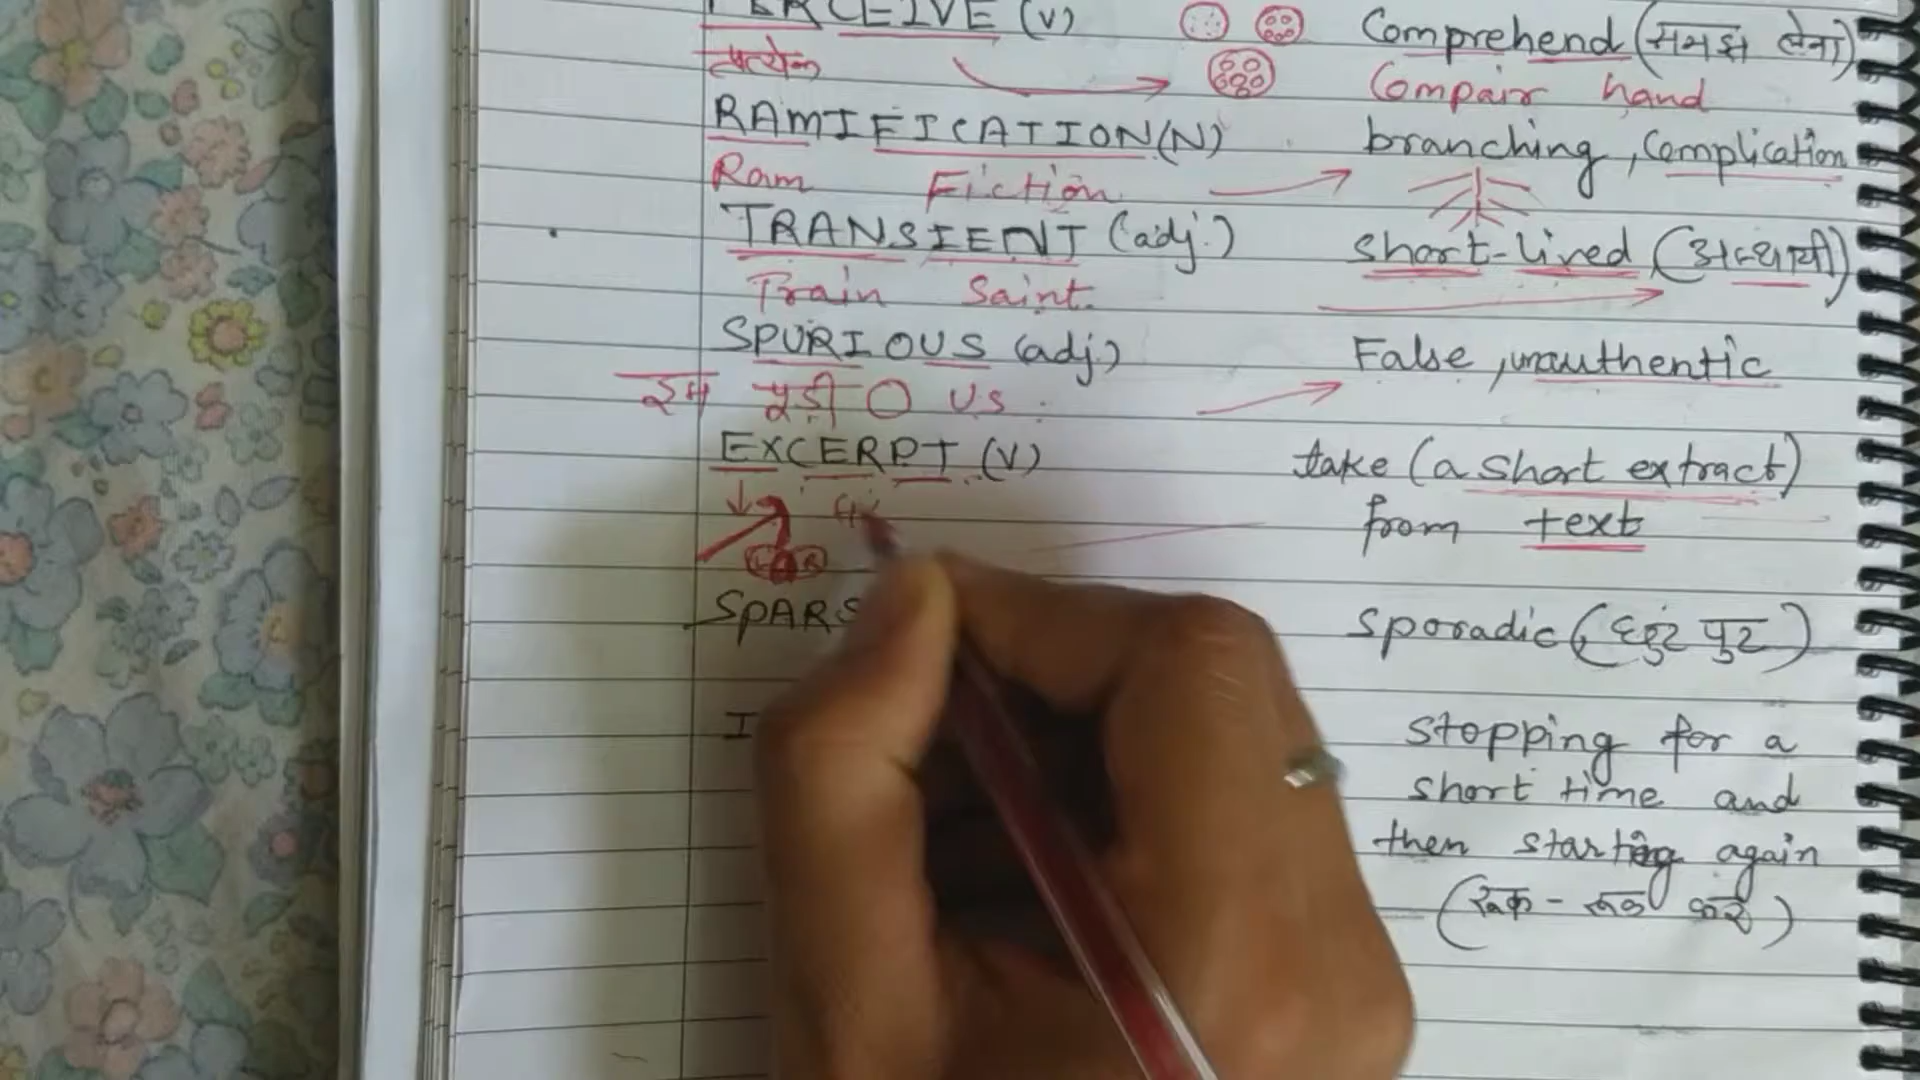 PERCEIVE (V) Comprehend (समझ लेना)
Compair hand
RAMIFICATION (N) branching, Complication
Ram Fiction
TRANSIENT (adj.) short-lived (अस्थायी)
Train Saint.
SPURIOUS (adj.) False, unauthentic
O US
EXCERPT (V) take (a short extract)
from text
SPARS Sporadic (छुट पुट)
I stopping for a
short time and
then starting again